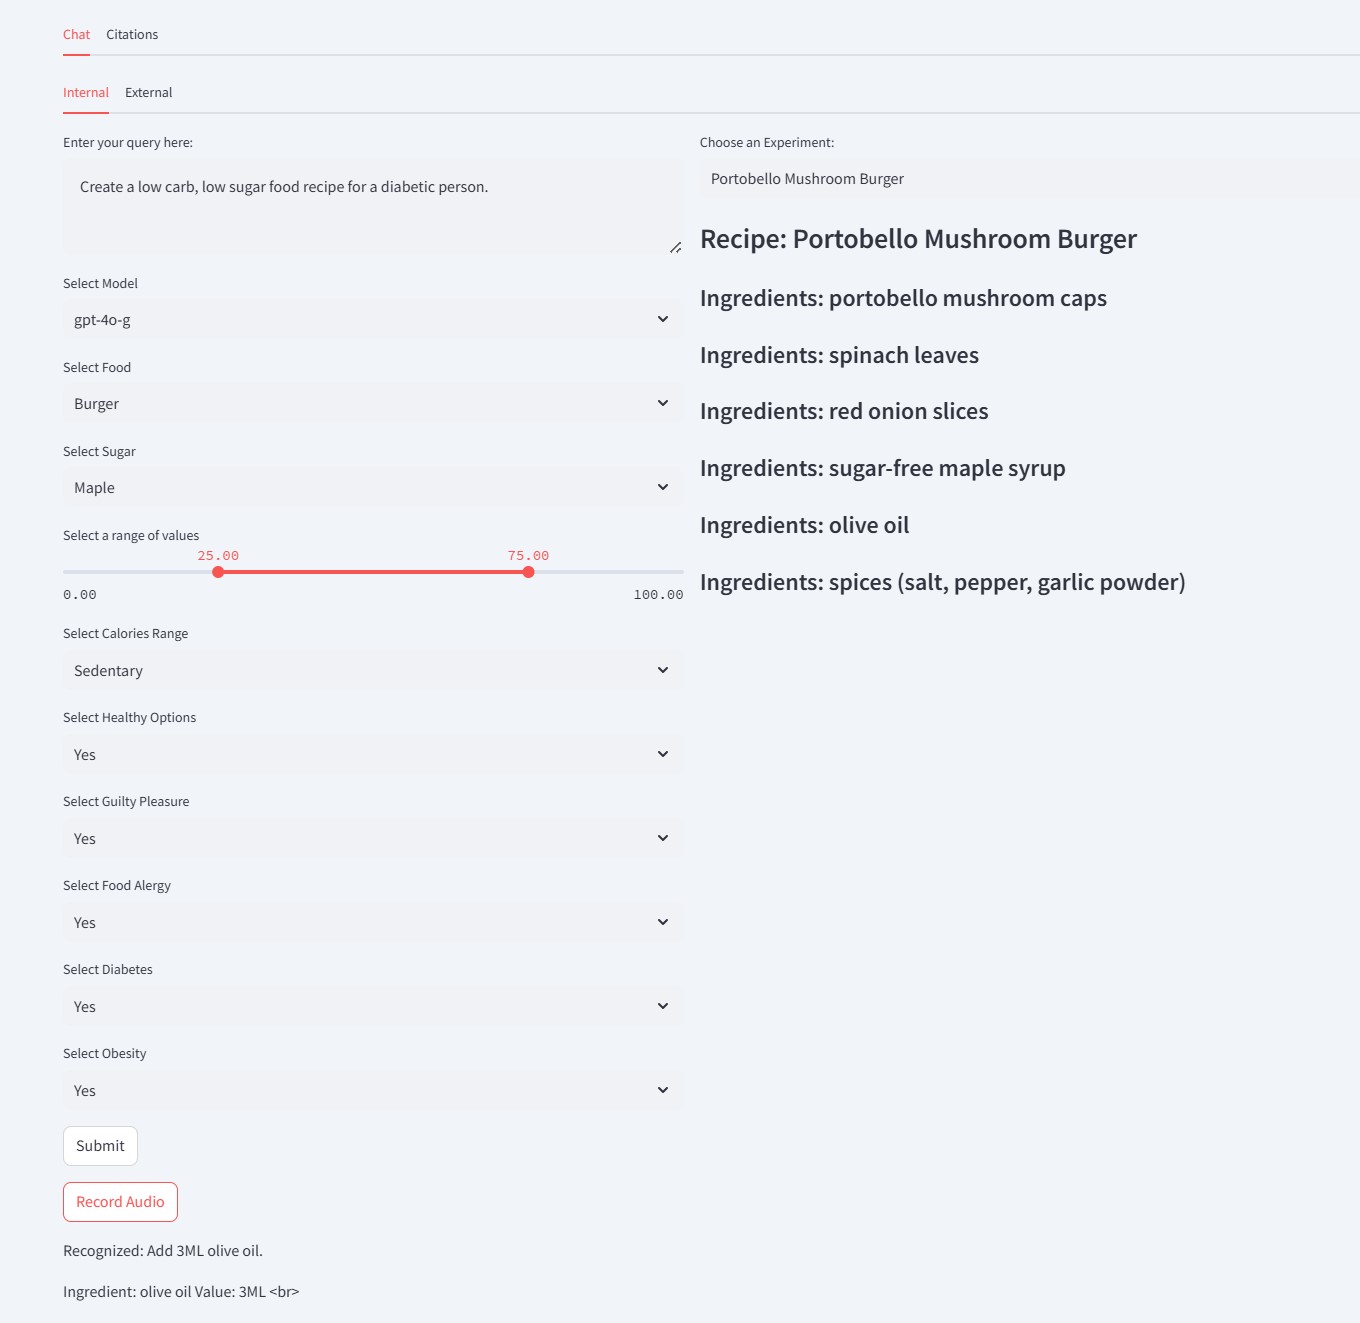 Chat Citations
Internal External
Enter your query here:
Create a low carb, low sugar food recipe for a diabetic person.
Select Model
gpt-4o-g
Select Food
Burger
Select Sugar
Maple
Select a range of values
25.00 75.00
0.00 100.00
Select Calories Range
Sedentary
Select Healthy Options
Yes
Select Guilty Pleasure
Yes
Select Food Alergy
Yes
Select Diabetes
Yes
Select Obesity
Yes
Submit
Record Audio
Recognized: Add 3ML olive oil.
Ingredient: olive oil Value: 3ML <br>
Choose an Experiment:
Portobello Mushroom Burger
Recipe: Portobello Mushroom Burger
Ingredients: portobello mushroom caps
Ingredients: spinach leaves
Ingredients: red onion slices
Ingredients: sugar-free maple syrup
Ingredients: olive oil
Ingredients: spices (salt, pepper, garlic powder)